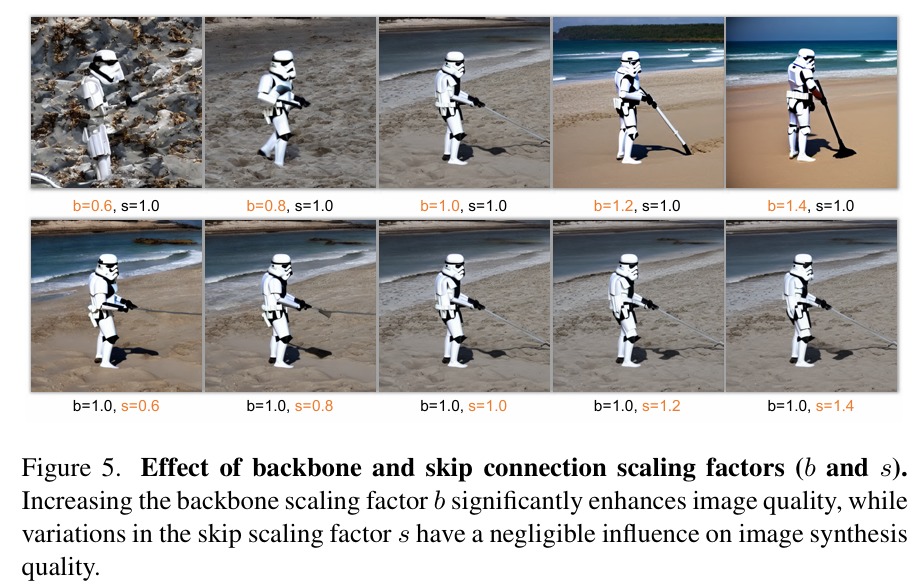 b=0.6, s=1.0 b=0.8, s=1.0 b=1.0, s=1.0 b=1.2, s=1.0 b=1.4, s=1.0
b=1.0, s=0.6 b=1.0, s=0.8 b=1.0, s=1.0 b=1.0, s=1.2 b=1.0, s=1.4
Figure 5. Effect of backbone and skip connection scaling factors (b and s).
Increasing the backbone scaling factor b significantly enhances image quality, while
variations in the skip scaling factor s have a negligible influence on image synthesis
quality.